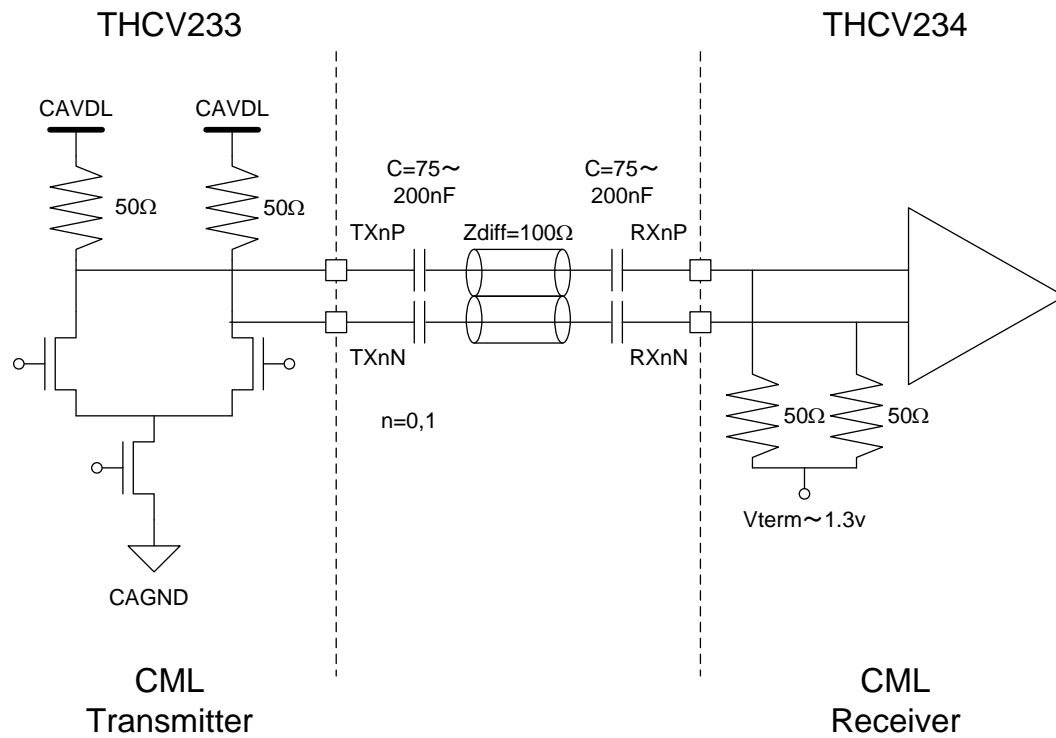 THCV233
THCV234
CAVDL
CAVDL
50Ω
50Ω
C=75～
200nF
C=75～
200nF
TXnP
Zdiff=100Ω
RXnP
TXnN
RXnN
n=0,1
50Ω
50Ω
Vterm～1.3v
CAGND
CML
Transmitter
CML
Receiver